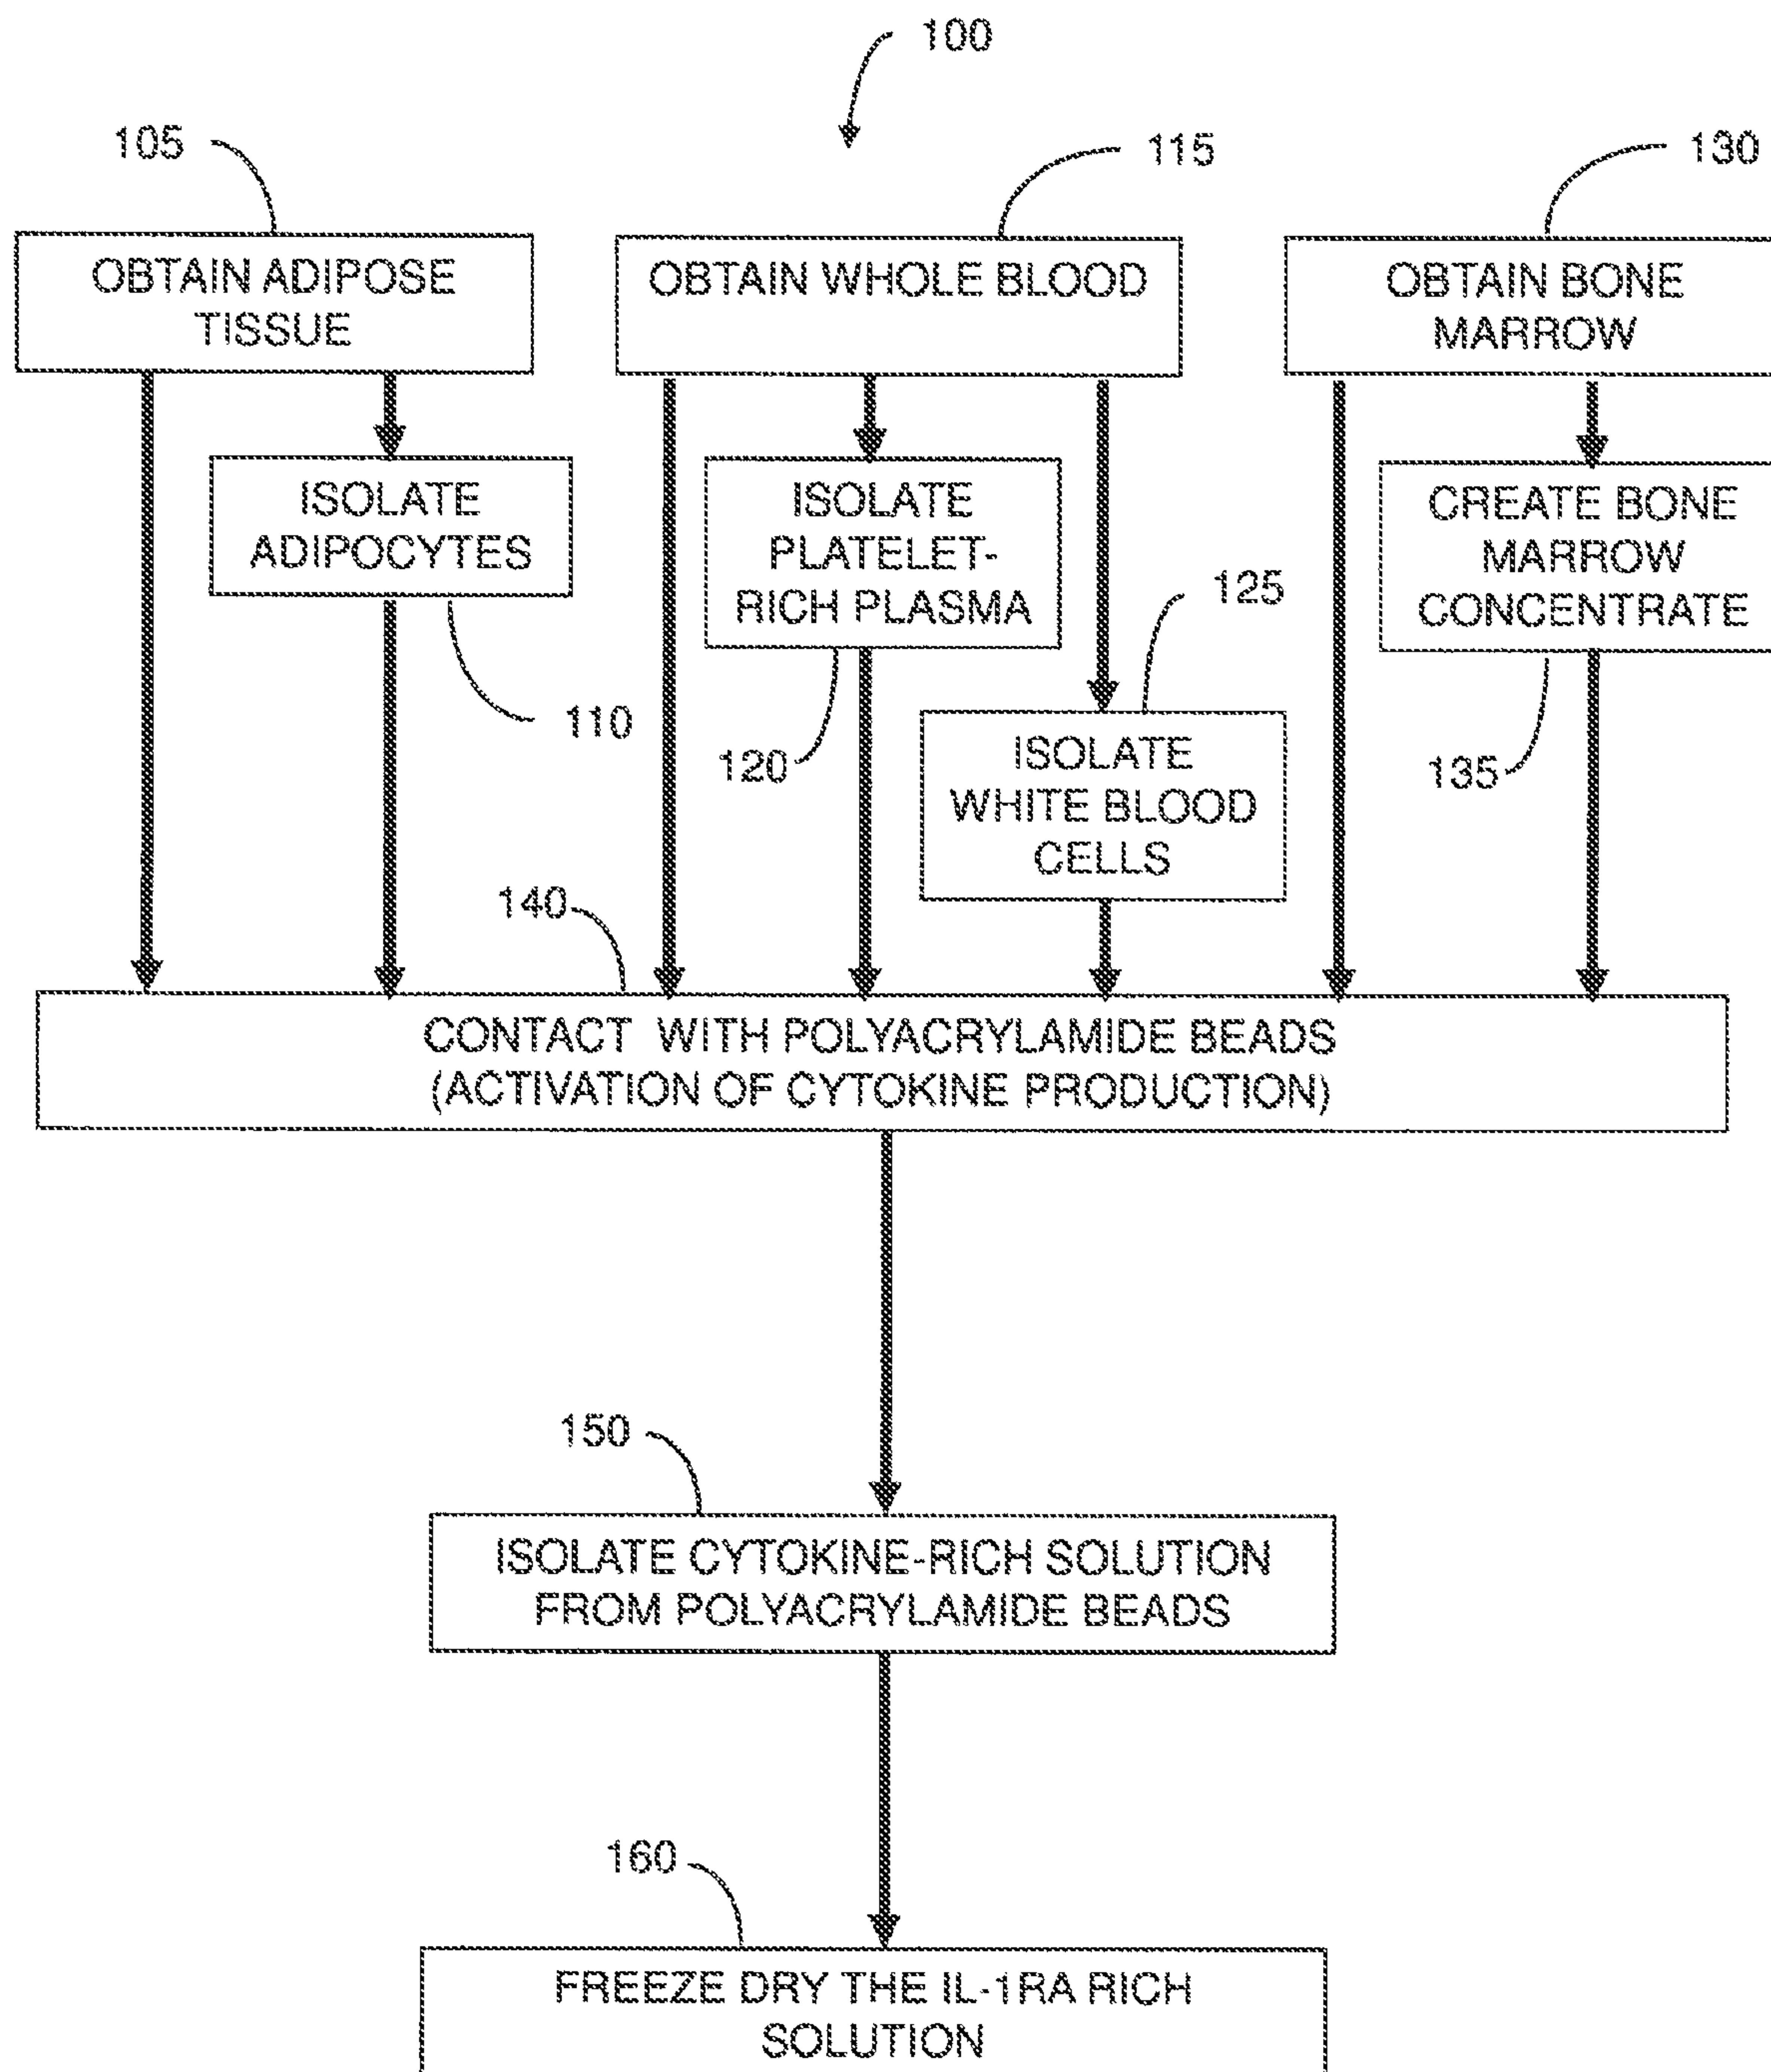 100
105
115
130
OBTAIN ADIPOSE
TISSUE
OBTAIN WHOLE BLOOD
OBTAIN BONE
MARROW
ISOLATE
ADIPOCYTES
110
ISOLATE
PLATELET-
RICH PLASMA
120
125
ISOLATE
WHITE BLOOD
CELLS
CREATE BONE
MARROW
CONCENTRATE
135
140
CONTACT WITH POLYACRYLAMIDE BEADS
(ACTIVATION OF CYTOKINE PRODUCTION)
150
ISOLATE CYTOKINE-RICH SOLUTION
FROM POLYACRYLAMIDE BEADS
160
FREEZE DRY THE IL-1RA RICH
SOLUTION